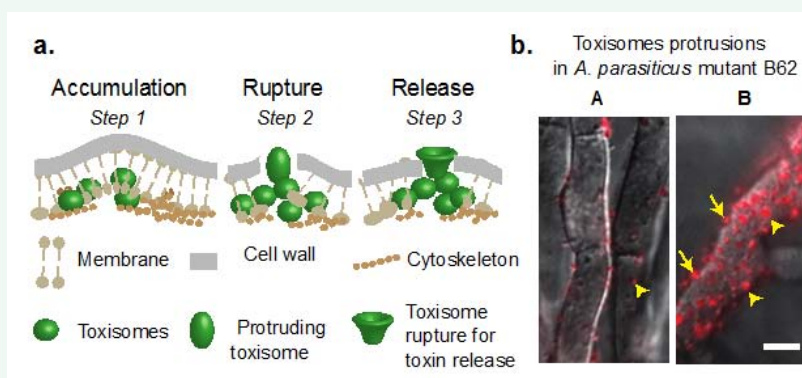 a.
Accumulation
Step 1
Rupture
Step 2
Release
Step 3
Membrane
Cell wall
Cytoskeleton
Toxisomes
Protruding
toxisome
Toxisome
rupture for
toxin release
b.
Toxisomes protrusions
in A. parasiticus mutant B62
A
B